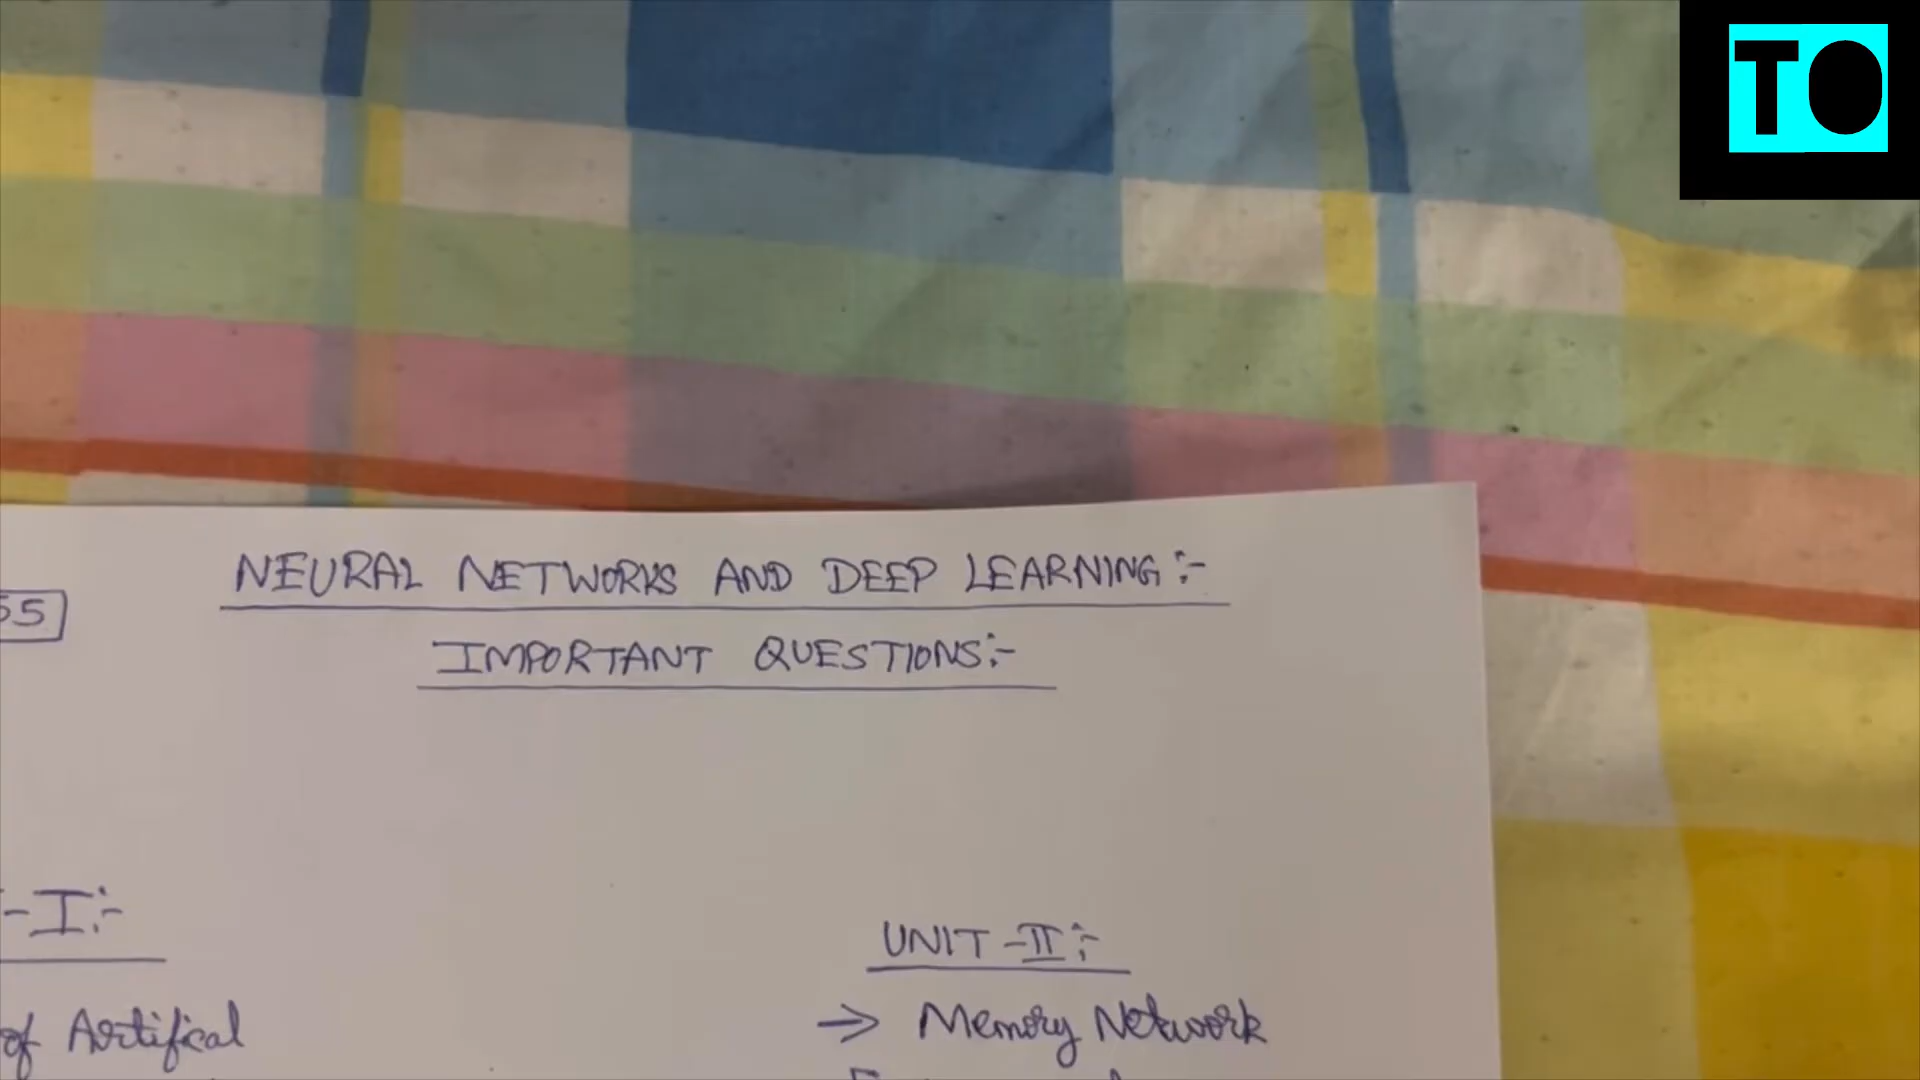 TO
NEURAL NETWORKS AND DEEP LEARNING:-
55
IMPORTANT QUESTIONS:-
-I:-
UNIT-II:-
of Artifical
→ Memory Network